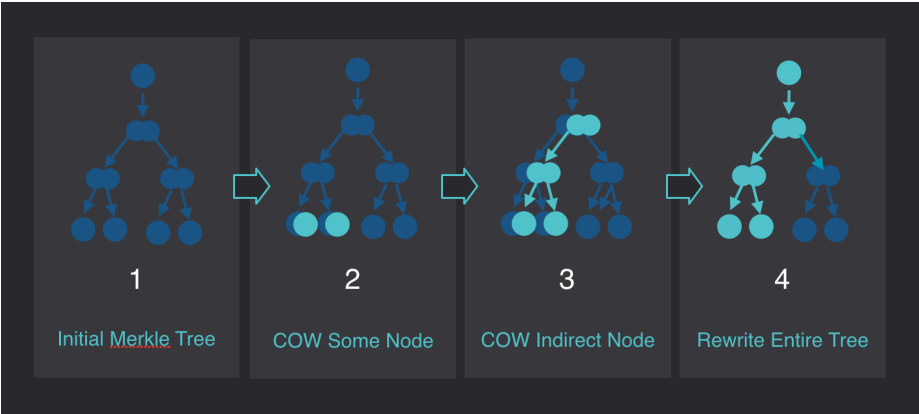 1
Initial Merkle Tree
2
COW Some Node
3
COW Indirect Node
4
Rewrite Entire Tree